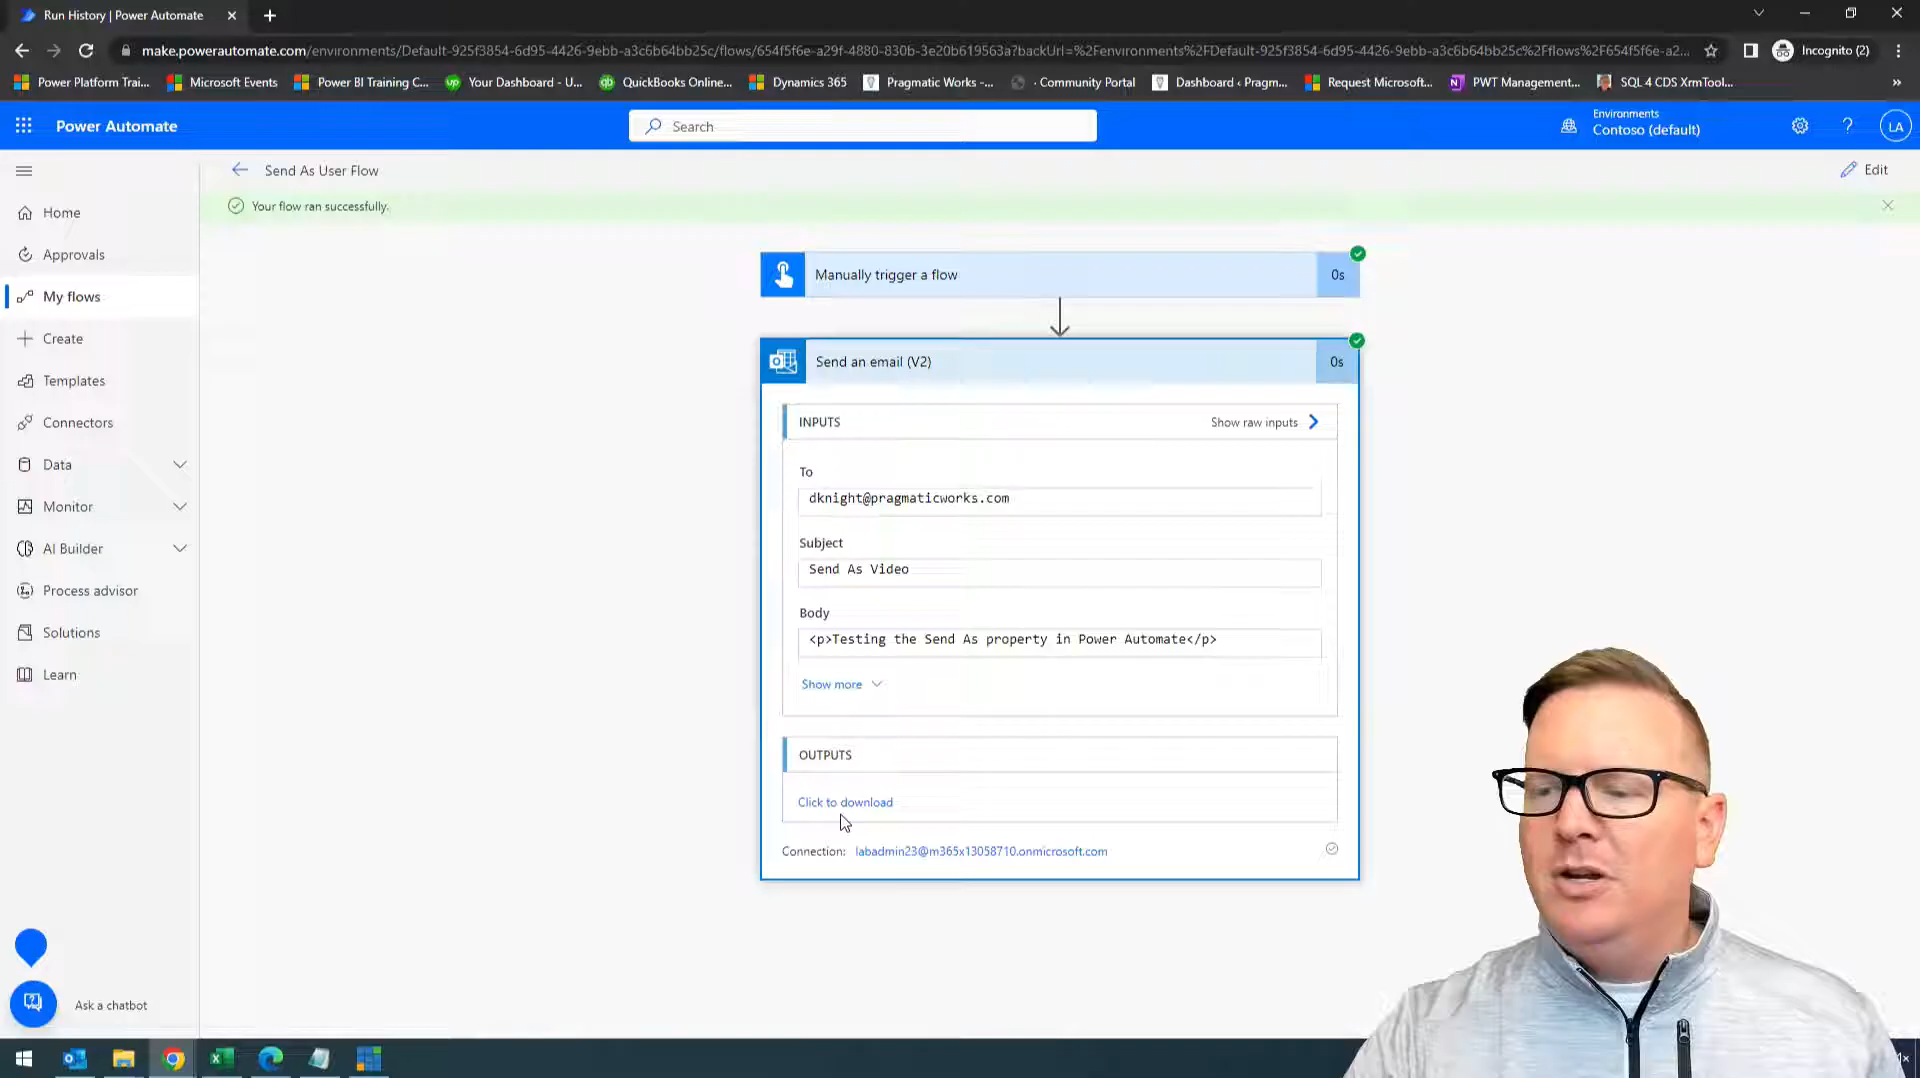 Run History | Power Automate
make.powerautomate.com/environments/Default-925f3854-6d95-4426-9ebb-a3c6b64bb25c/flows/654f5f6e-a29f-4880-830b-3e20b619563a?backUrl=%2Fenvironments%2FDefault-925f3854-6d95-4426-9ebb-a3c6b64bb25c%2Fflows%2F654f5f6e-a2...
Incognito (2)
Power Platform Trai...
Microsoft Events
Power BI Training C...
Your Dashboard - U...
QuickBooks Online...
Dynamics 365
Pragmatic Works -...
· Community Portal
Dashboard ‹ Pragm...
Request Microsoft...
PWT Management...
SQL 4 CDS XrmTool...
Power Automate
Search
Environments
Contoso (default)
LA
Send As User Flow
Edit
Your flow ran successfully.
Home
Approvals
My flows
Create
Templates
Connectors
Data
Monitor
AI Builder
Process advisor
Solutions
Learn
Ask a chatbot
Manually trigger a flow
0s
Send an email (V2)
0s
INPUTS
Show raw inputs
To
dknight@pragmaticworks.com
Subject
Send As Video
Body
<p>Testing the Send As property in Power Automate</p>
Show more
OUTPUTS
Click to download
Connection: labadmin23@m365x13058710.onmicrosoft.com